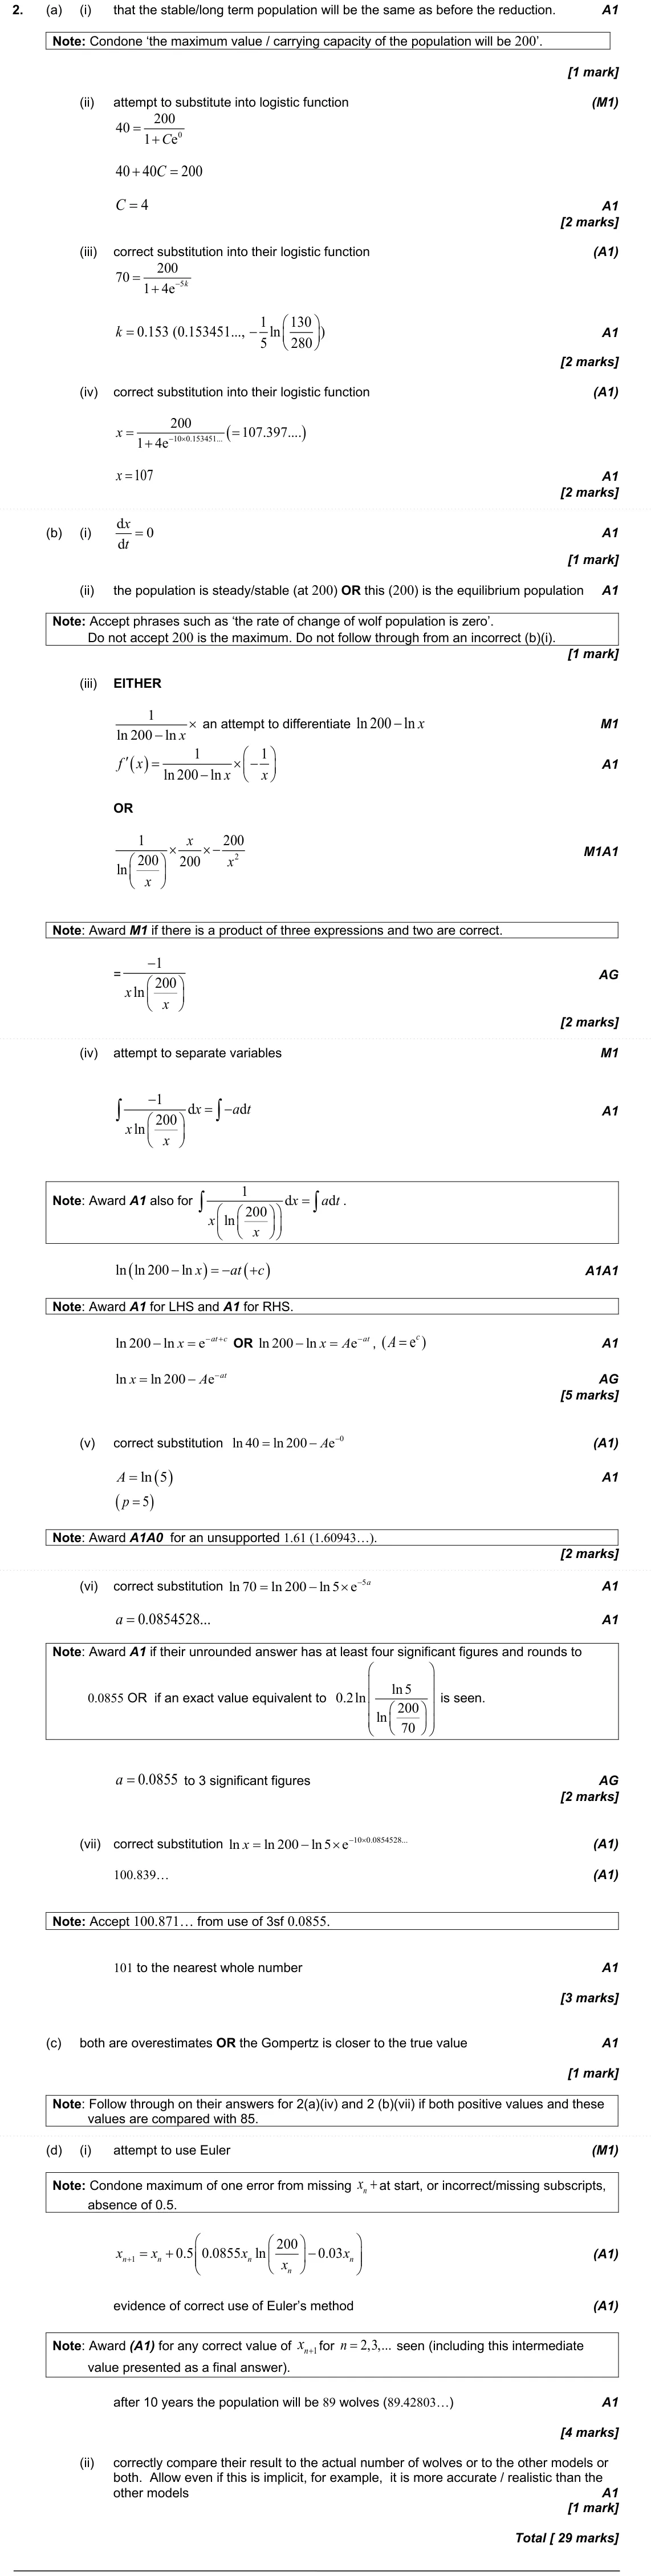 2. (a) (i) that the stable/long term population will be the same as before the reduction. A1
Note: Condone 'the maximum value / carrying capacity of the population will be 200'.
[1 mark]
(ii) attempt to substitute into logistic function (M1)
40 = 200/(1 + Ce^0)
40 + 40C = 200
C = 4 A1
[2 marks]
(iii) correct substitution into their logistic function (A1)
70 = 200/(1 + 4e^(−5k))
k = 0.153 (0.153451..., −1/5 ln(130/280)) A1
[2 marks]
(iv) correct substitution into their logistic function (A1)
x = 200/(1 + 4e^(−10×0.153451...)) (= 107.397....)
x = 107 A1
[2 marks]
(b) (i) dx/dt = 0 A1
[1 mark]
(ii) the population is steady/stable (at 200) OR this (200) is the equilibrium population A1
Note: Accept phrases such as 'the rate of change of wolf population is zero'.
Do not accept 200 is the maximum. Do not follow through from an incorrect (b)(i).
[1 mark]
(iii) EITHER
1/(ln 200 − ln x) × an attempt to differentiate ln 200 − ln x M1
f′(x) = 1/(ln 200 − ln x) × (−1/x) A1
OR
1/ln(200/x) × x/200 × −200/x² M1A1
Note: Award M1 if there is a product of three expressions and two are correct.
= −1/(x ln(200/x)) AG
[2 marks]
(iv) attempt to separate variables M1
∫ −1/(x ln(200/x)) dx = ∫ −adt A1
Note: Award A1 also for ∫ 1/(x(ln(200/x))) dx = ∫ adt .
ln(ln 200 − ln x) = −at (+c) A1A1
Note: Award A1 for LHS and A1 for RHS.
ln 200 − ln x = e^(−at+c) OR ln 200 − ln x = Ae^(−at) , (A = e^c) A1
ln x = ln 200 − Ae^(−at) AG
[5 marks]
(v) correct substitution ln 40 = ln 200 − Ae^(−0) (A1)
A = ln(5) A1
(p = 5)
Note: Award A1A0 for an unsupported 1.61 (1.60943…).
[2 marks]
(vi) correct substitution ln 70 = ln 200 − ln 5 × e^(−5a) A1
a = 0.0854528... A1
Note: Award A1 if their unrounded answer has at least four significant figures and rounds to
0.0855 OR if an exact value equivalent to 0.2 ln(ln 5/ln(200/70)) is seen.
a = 0.0855 to 3 significant figures AG
[2 marks]
(vii) correct substitution ln x = ln 200 − ln 5 × e^(−10×0.0854528...) (A1)
100.839… (A1)
Note: Accept 100.871… from use of 3sf 0.0855.
101 to the nearest whole number A1
[3 marks]
(c) both are overestimates OR the Gompertz is closer to the true value A1
[1 mark]
Note: Follow through on their answers for 2(a)(iv) and 2 (b)(vii) if both positive values and these
values are compared with 85.
(d) (i) attempt to use Euler (M1)
Note: Condone maximum of one error from missing x_n + at start, or incorrect/missing subscripts,
absence of 0.5.
x_(n+1) = x_n + 0.5(0.0855x_n ln(200/x_n) − 0.03x_n) (A1)
evidence of correct use of Euler's method (A1)
Note: Award (A1) for any correct value of x_(n+1) for n = 2,3,... seen (including this intermediate
value presented as a final answer).
after 10 years the population will be 89 wolves (89.42803…) A1
[4 marks]
(ii) correctly compare their result to the actual number of wolves or to the other models or
both. Allow even if this is implicit, for example, it is more accurate / realistic than the
other models A1
[1 mark]
Total [ 29 marks]